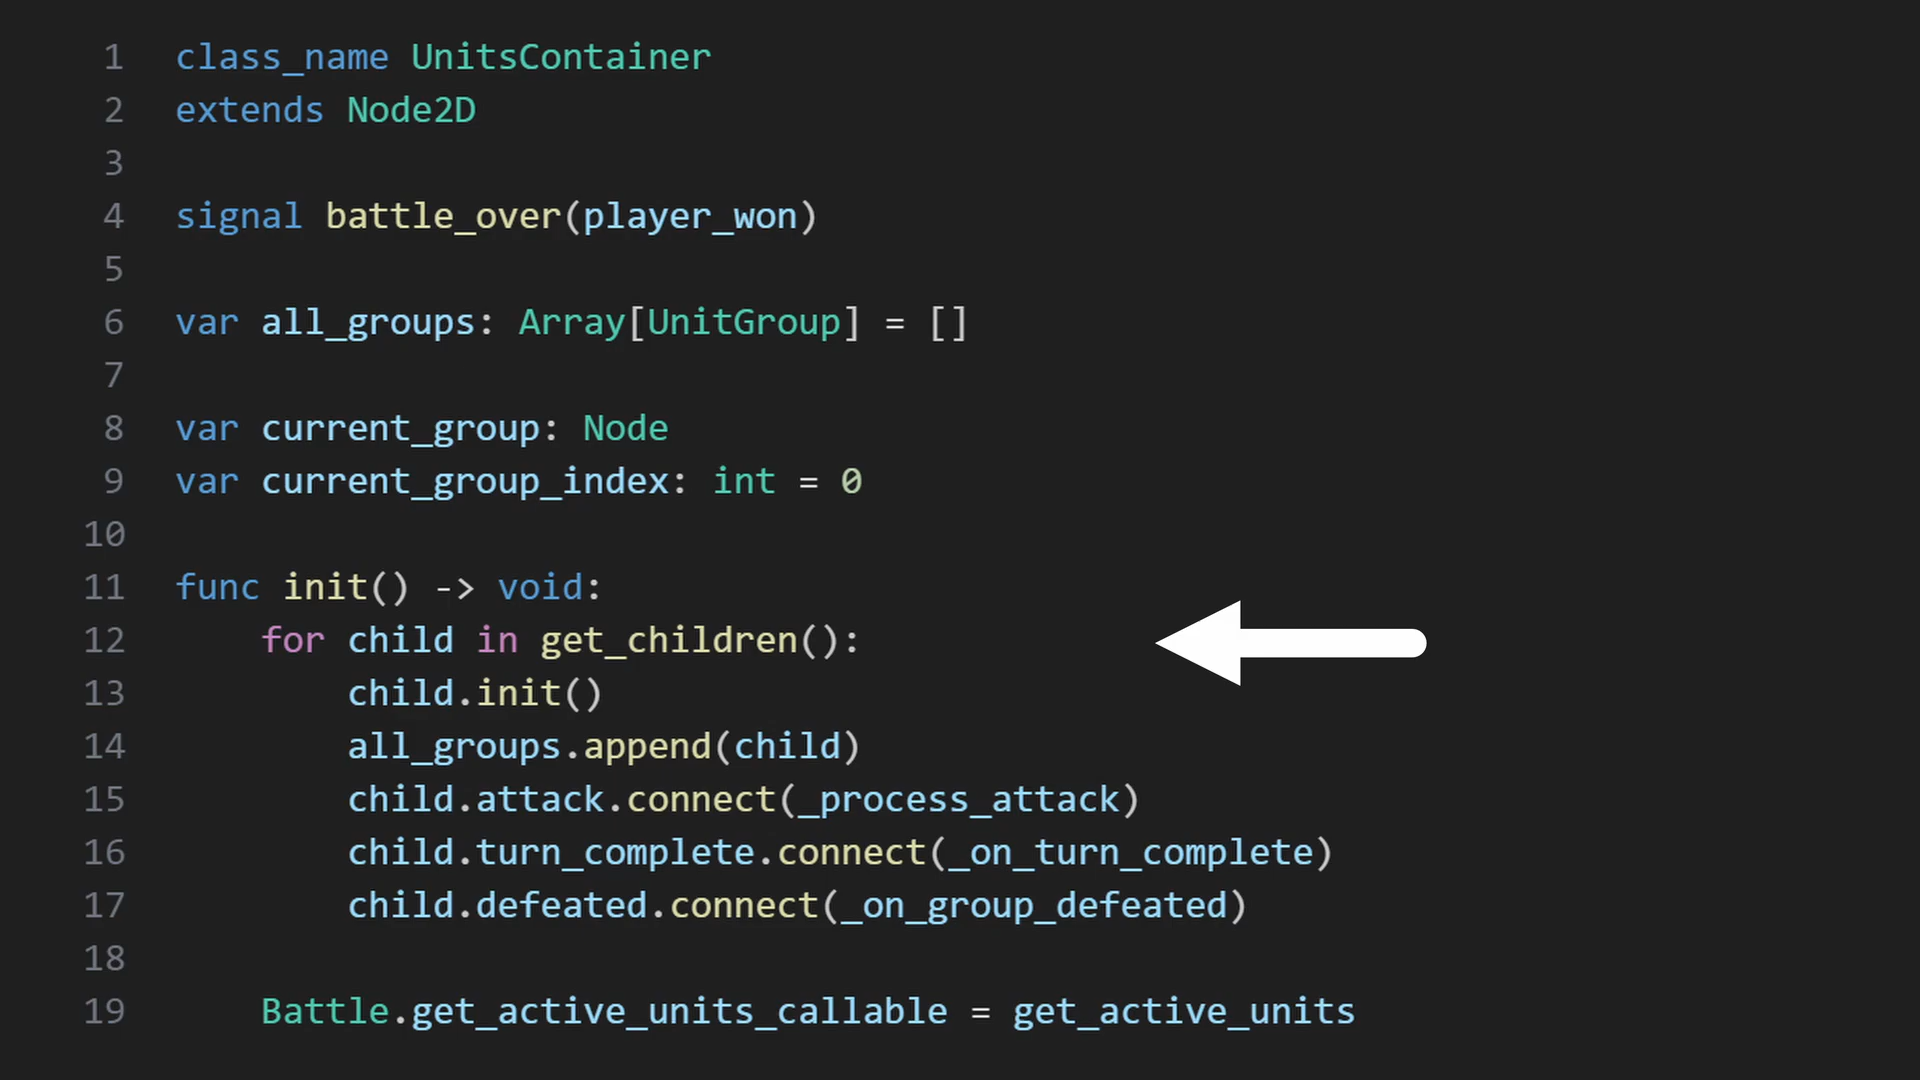 1 class_name UnitsContainer
2 extends Node2D
3
4 signal battle_over(player_won)
5
6 var all_groups: Array[UnitGroup] = []
7
8 var current_group: Node
9 var current_group_index: int = 0
10
11 func init() -> void:
12     for child in get_children():
13         child.init()
14         all_groups.append(child)
15         child.attack.connect(_process_attack)
16         child.turn_complete.connect(_on_turn_complete)
17         child.defeated.connect(_on_group_defeated)
18
19     Battle.get_active_units_callable = get_active_units